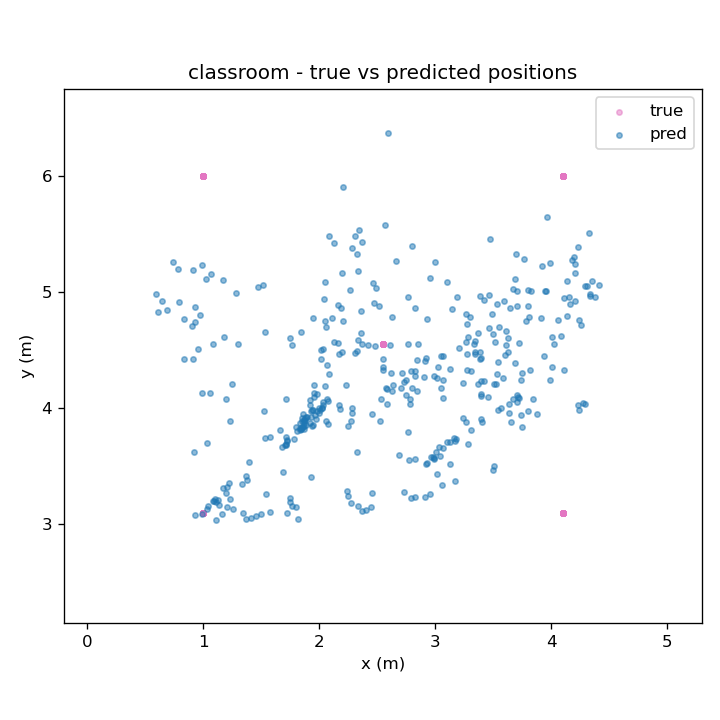 classroom - true vs predicted positions
true
pred
6
5
4
3
y (m)
0 1 2 3 4 5
x (m)